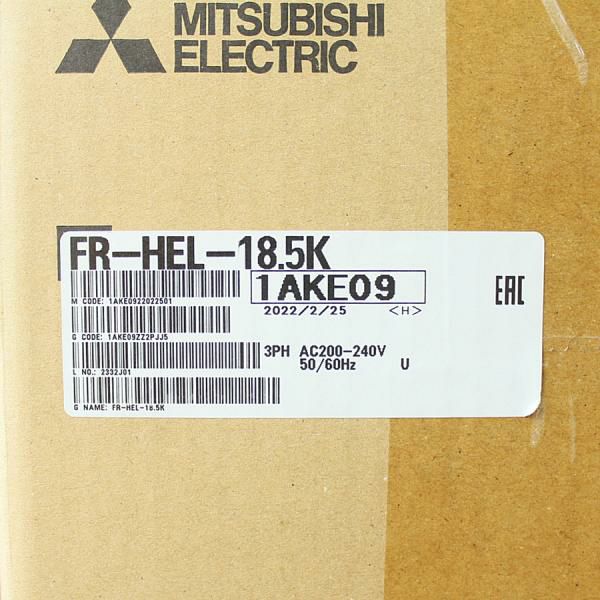 MITSUBISHI
ELECTRIC
FR-HEL-18.5K
1AKE09
M CODE: 1AKE0922022501
2022/2/25 <H>
EAC
G CODE: 1AKE09ZZ2PJJ5
3PH AC200-240V
50/60Hz U
L NO.: 2332J01
G NAME: FR-HEL-18.5K